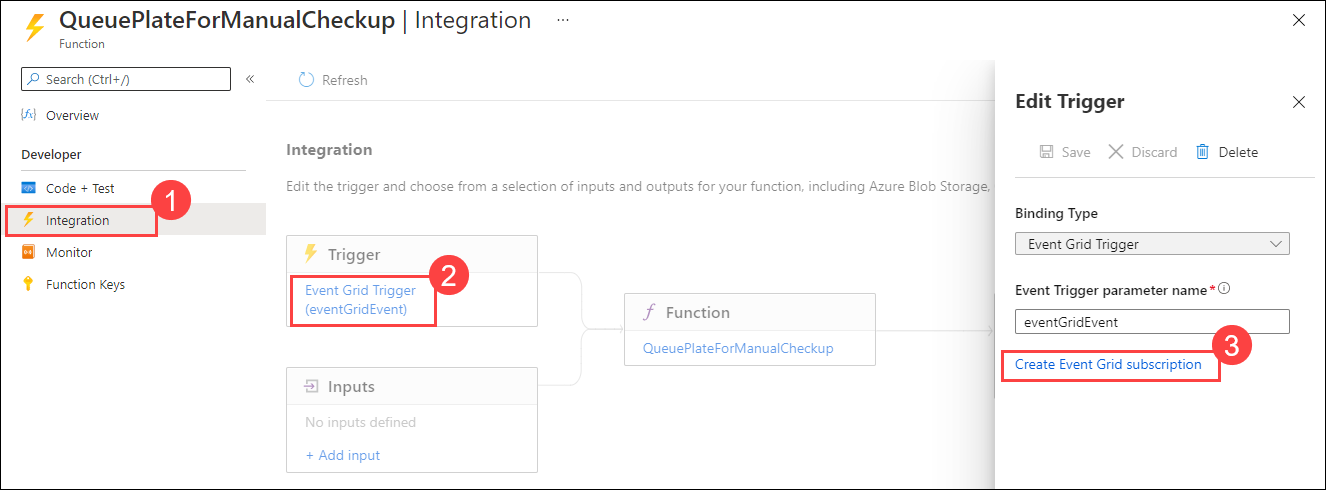 QueuePlateForManualCheckup | Integration ...
Function
Search (Ctrl+/) «
Overview
Developer
Code + Test
1
Integration
Monitor
Function Keys
Refresh
Integration
Edit the trigger and choose from a selection of inputs and outputs for your function, including Azure Blob Storage,
Trigger
2
Event Grid Trigger
(eventGridEvent)
Inputs
No inputs defined
+ Add input
Function
QueuePlateForManualCheckup
Edit Trigger
Save Discard Delete
Binding Type
Event Grid Trigger
Event Trigger parameter name *
eventGridEvent
3
Create Event Grid subscription